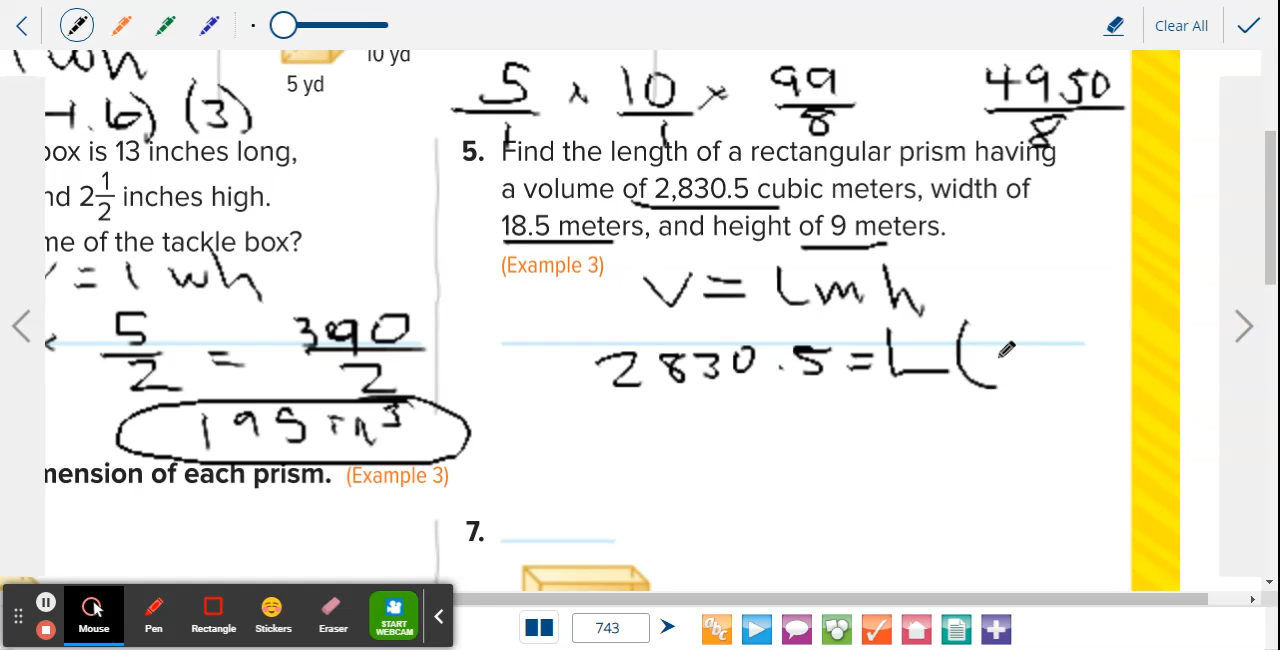 Clear All
l wh
10 yd
5 yd
5/1 × 10/1 × 99/8
4950/8
(3)
box is 13 inches long,
nd 2 1/2 inches high.
me of the tackle box?
v = l wh
5/2 = 390/2
195 in³
mension of each prism. (Example 3)
5. Find the length of a rectangular prism having
a volume of 2,830.5 cubic meters, width of
18.5 meters, and height of 9 meters.
(Example 3)
2830.5 = L (
7.
Mouse
Pen
Rectangle
Stickers
Eraser
START
WEBCAM
743
abc